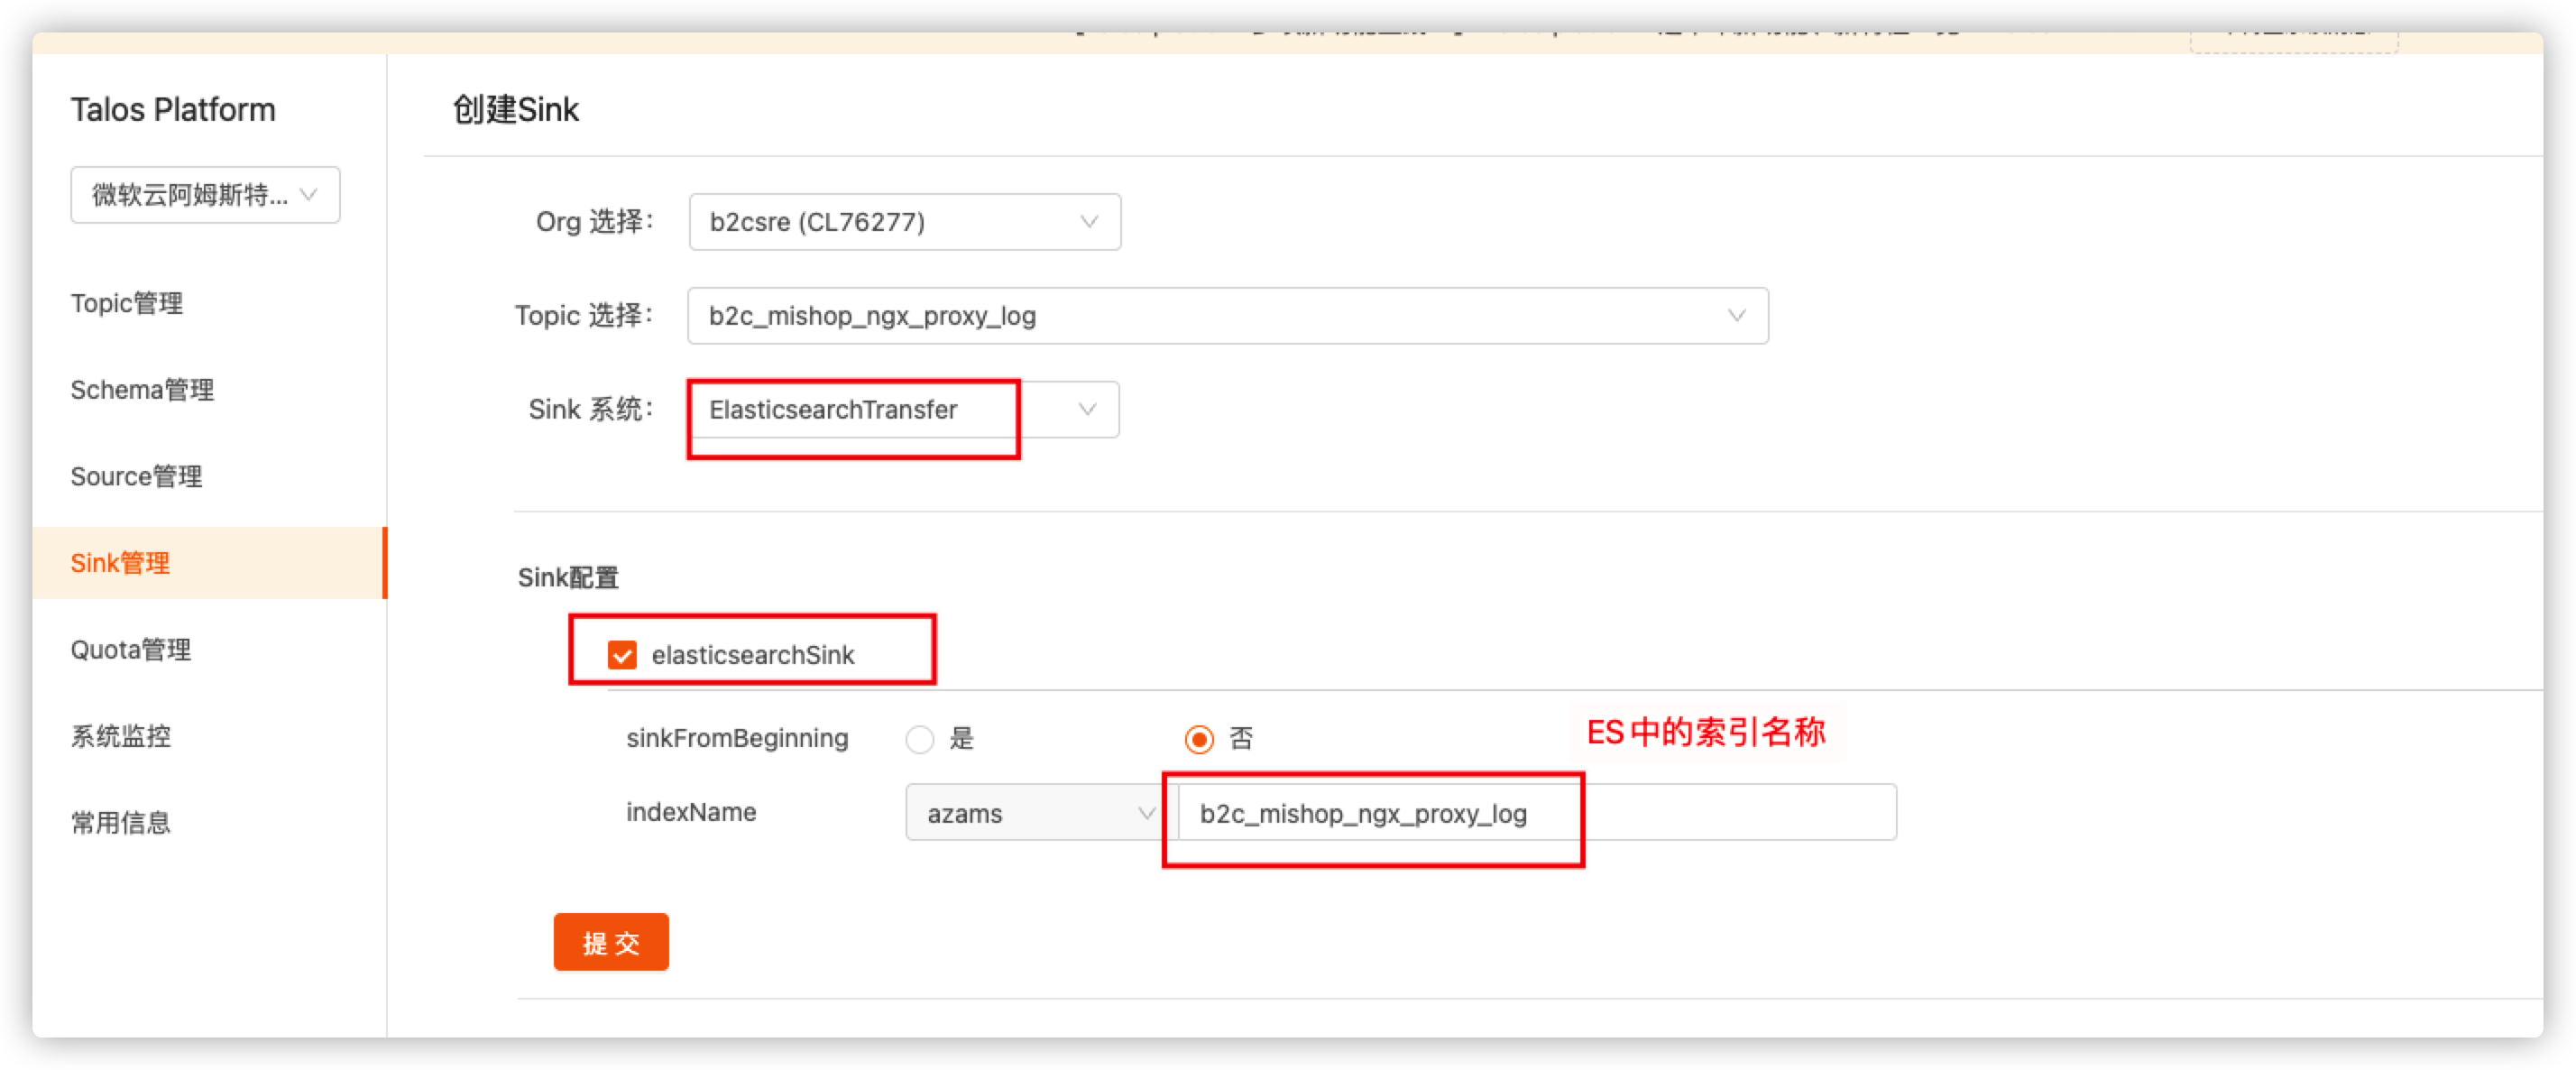 Talos Platform
微软云阿姆斯特...
Topic管理
Schema管理
Source管理
Sink管理
Quota管理
系统监控
常用信息
创建Sink
Org 选择：
b2csre (CL76277)
Topic 选择：
b2c_mishop_ngx_proxy_log
Sink 系统：
ElasticsearchTransfer
Sink配置
elasticsearchSink
sinkFromBeginning
是
否
ES中的索引名称
indexName
azams
b2c_mishop_ngx_proxy_log
提 交